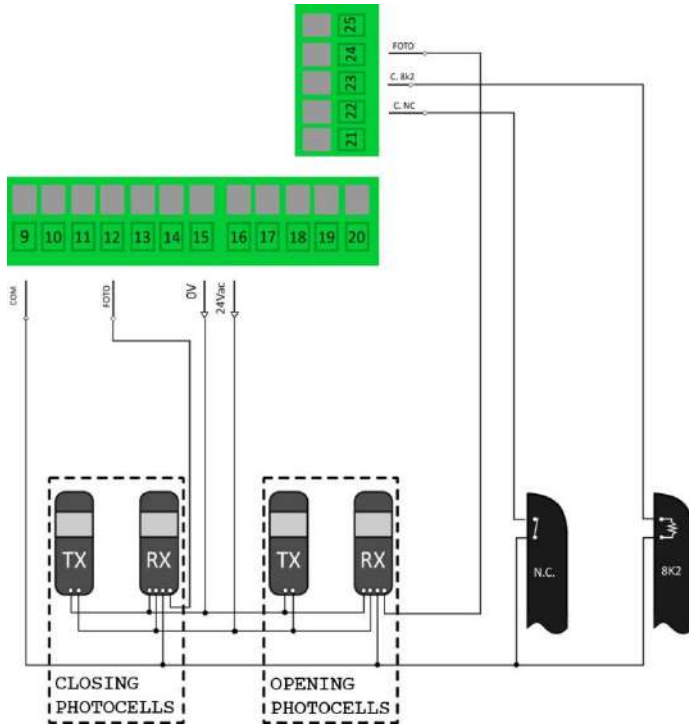 25
24
23
22
21
FOTO
C. 8k2
C. NC
9 10 11 12 13 14 15 16 17 18 19 20
COM
FOTO
0V
24Vac
TX RX TX RX
N.C.
8K2
CLOSING
PHOTOCELLS
OPENING
PHOTOCELLS